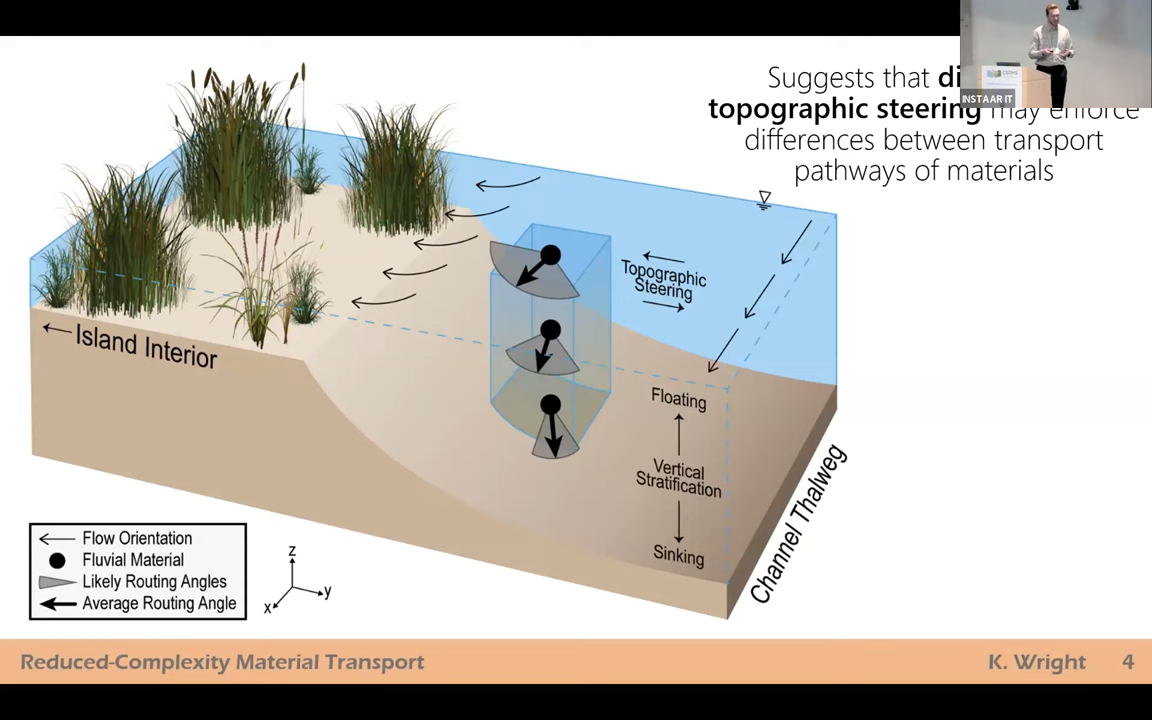 Suggests that
topographic steering may enforce
differences between transport
pathways of materials
INSTAAR IT
Topographic
Steering
Island Interior
Floating
Vertical
Stratification
Sinking
Channel Thalweg
Flow Orientation
Fluvial Material
Likely Routing Angles
Average Routing Angle
z
x
y
Reduced-Complexity Material Transport
K. Wright 4